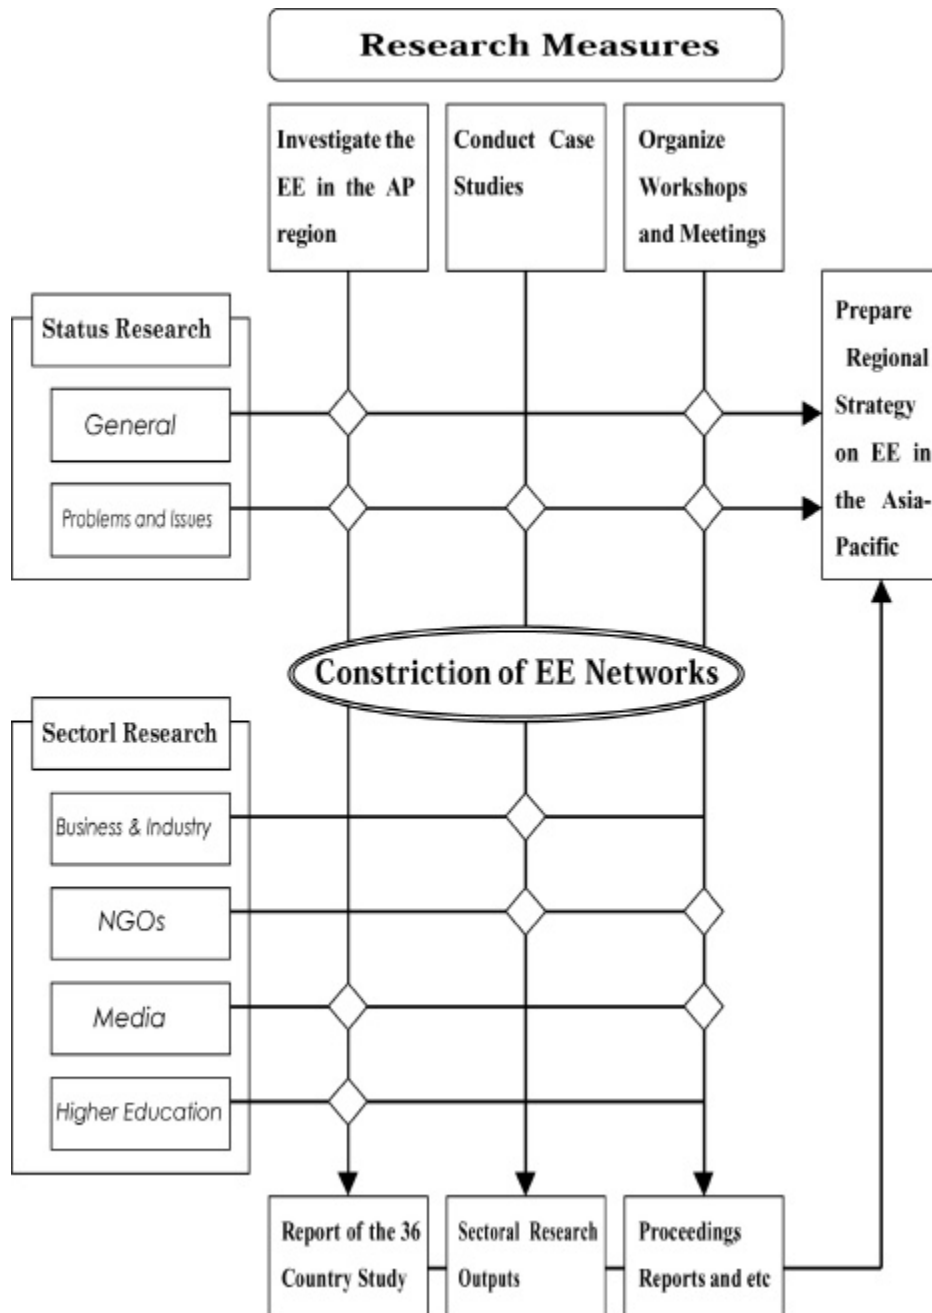 Research Measures
Investigate the
EE in the AP
region
Conduct Case
Studies
Organize
Workshops
and Meetings
Prepare
Regional
Strategy
on EE in
the Asia-
Pacific
Status Research
General
Problems and Issues
Constriction of EE Networks
Sectorl Research
Business & Industry
NGOs
Media
Higher Education
Report of the 36
Country Study
Sectoral Research
Outputs
Proceedings
Reports and etc